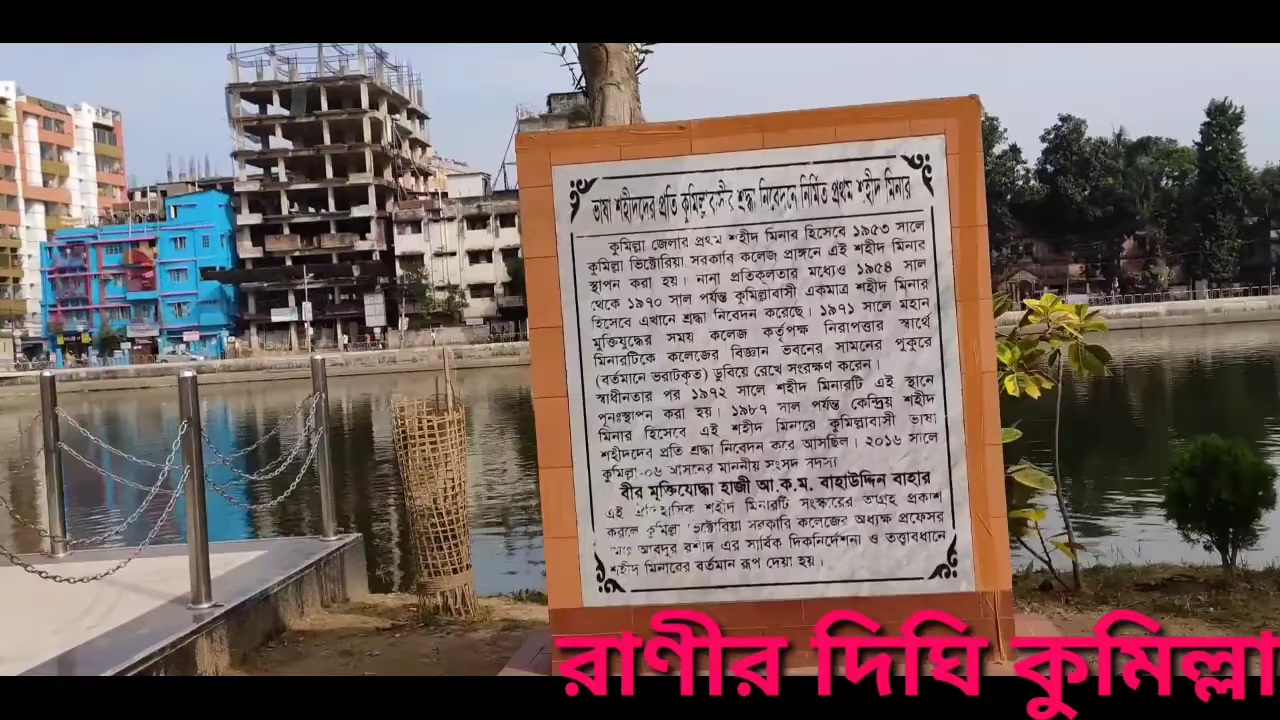 ভাষা শহীদদের প্রতি কুমিল্লাবাসীর শ্রদ্ধা নিবেদনে নির্মিত প্রথম শহীদ মিনার
কুমিল্লা জেলার প্রথম শহীদ মিনার হিসেবে ১৯৫৩ সালে
কুমিল্লা ভিক্টোরিয়া সরকারি কলেজ প্রাঙ্গনে এই শহীদ মিনার
স্থাপন করা হয়। নানা প্রতিকূলতার মধ্যেও ১৯৫৪ সাল
থেকে ১৯৭০ সাল পর্যন্ত কুমিল্লাবাসী একমাত্র শহীদ মিনার
হিসেবে এখানে শ্রদ্ধা নিবেদন করেছে। ১৯৭১ সালে মহান
মুক্তিযুদ্ধের সময় কলেজ কর্তৃপক্ষ নিরাপত্তার স্বার্থে
মিনারটিকে কলেজের বিজ্ঞান ভবনের সামনের পুকুরে
(বর্তমানে ভরাটকৃত) ডুবিয়ে রেখে সংরক্ষণ করেন।
স্বাধীনতার পর ১৯৭২ সালে শহীদ মিনারটি এই স্থানে
পূনঃস্থাপন করা হয়। ১৯৮৭ সাল পর্যন্ত কেন্দ্রিয় শহীদ
মিনার হিসেবে এই শহীদ মিনারে কুমিল্লাবাসী ভাষা
শহীদদের প্রতি শ্রদ্ধা নিবেদন করে আসছিল। ২০১৬ সালে
কুমিল্লা-০৬ আসনের মাননীয় সংসদ সদস্য
বীর মুক্তিযোদ্ধা হাজী আ.ক.ম. বাহাউদ্দিন বাহার
এই ঐতিহাসিক শহীদ মিনারটি সংস্কারের আগ্রহ প্রকাশ
করলে কুমিল্লা ভিক্টোরিয়া সরকারি কলেজের অধ্যক্ষ প্রফেসর
আবদুর রশীদ এর সার্বিক দিকনির্দেশনা ও তত্ত্বাবধানে
শহীদ মিনারের বর্তমান রূপ দেয়া হয়।
রাণীর দিঘি কুমিল্লা